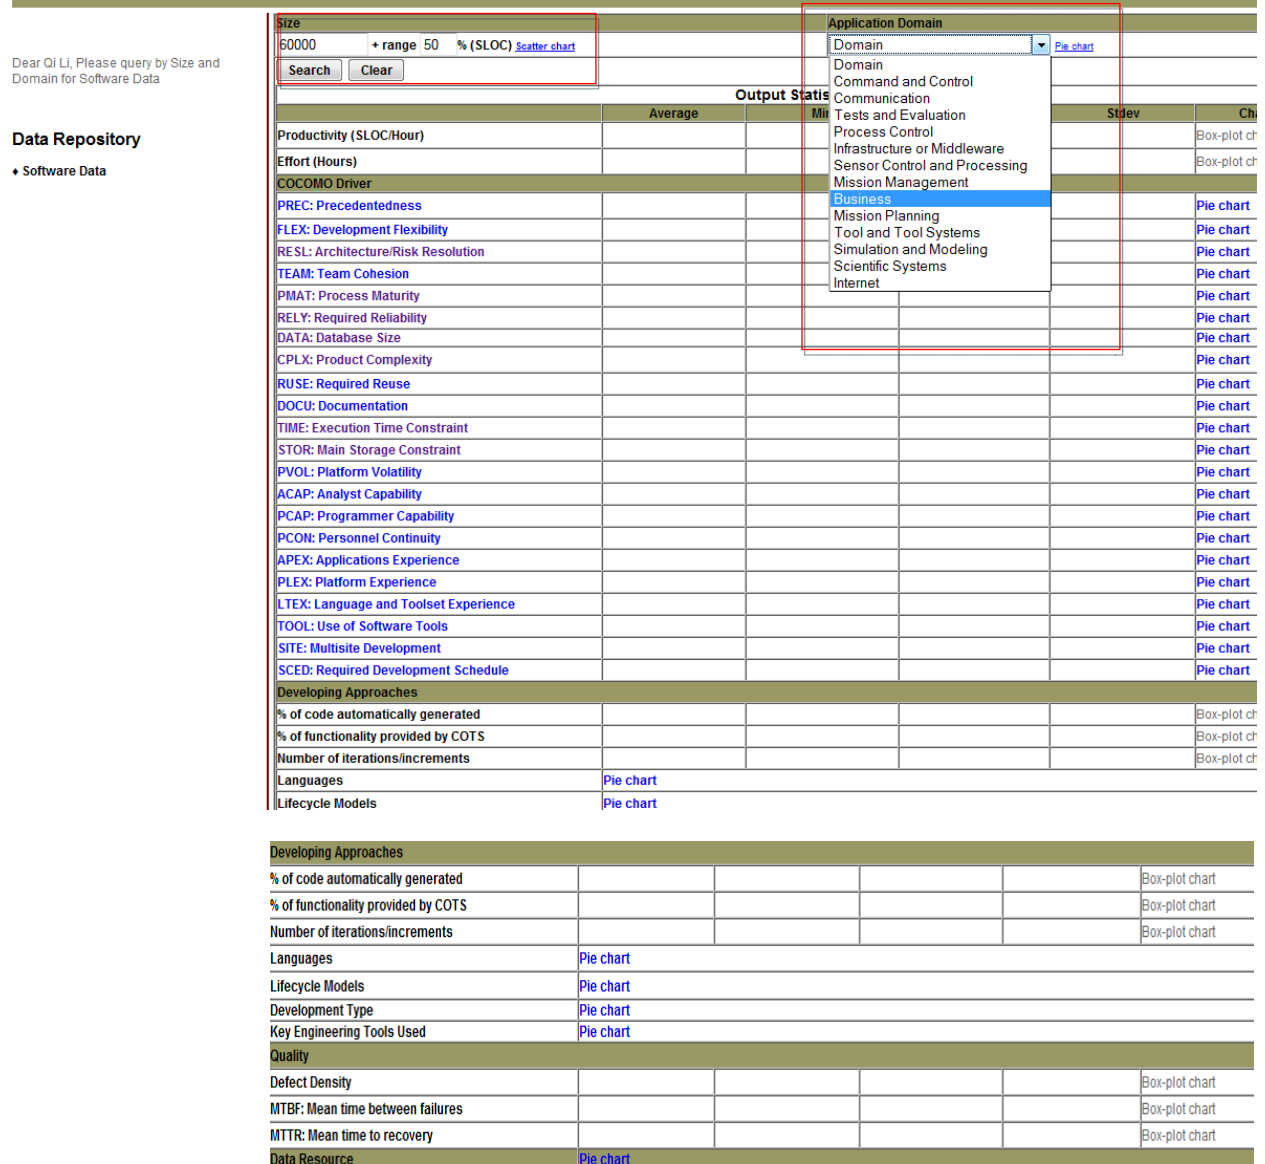 Size Application Domain
60000 + range 50 % (SLOC) Scatter chart Domain Pie chart
Dear Qi Li, Please query by Size and
Domain for Software Data
Search Clear
Domain
Command and Control
Communication
Tests and Evaluation
Process Control
Infrastructure or Middleware
Sensor Control and Processing
Mission Management
Business
Mission Planning
Tool and Tool Systems
Simulation and Modeling
Scientific Systems
Internet
Data Repository
♦ Software Data
Output Statis
Average Mi Stdev Cha
Productivity (SLOC/Hour) Box-plot ch
Effort (Hours) Box-plot ch
COCOMO Driver
PREC: Precedentedness Pie chart
FLEX: Development Flexibility Pie chart
RESL: Architecture/Risk Resolution Pie chart
TEAM: Team Cohesion Pie chart
PMAT: Process Maturity Pie chart
RELY: Required Reliability Pie chart
DATA: Database Size Pie chart
CPLX: Product Complexity Pie chart
RUSE: Required Reuse Pie chart
DOCU: Documentation Pie chart
TIME: Execution Time Constraint Pie chart
STOR: Main Storage Constraint Pie chart
PVOL: Platform Volatility Pie chart
ACAP: Analyst Capability Pie chart
PCAP: Programmer Capability Pie chart
PCON: Personnel Continuity Pie chart
APEX: Applications Experience Pie chart
PLEX: Platform Experience Pie chart
LTEX: Language and Toolset Experience Pie chart
TOOL: Use of Software Tools Pie chart
SITE: Multisite Development Pie chart
SCED: Required Development Schedule Pie chart
Developing Approaches
% of code automatically generated Box-plot ch
% of functionality provided by COTS Box-plot ch
Number of iterations/increments Box-plot ch
Languages Pie chart
Lifecycle Models Pie chart
Developing Approaches
% of code automatically generated Box-plot chart
% of functionality provided by COTS Box-plot chart
Number of iterations/increments Box-plot chart
Languages Pie chart
Lifecycle Models Pie chart
Development Type Pie chart
Key Engineering Tools Used Pie chart
Quality
Defect Density Box-plot chart
MTBF: Mean time between failures Box-plot chart
MTTR: Mean time to recovery Box-plot chart
Data Resource Pie chart